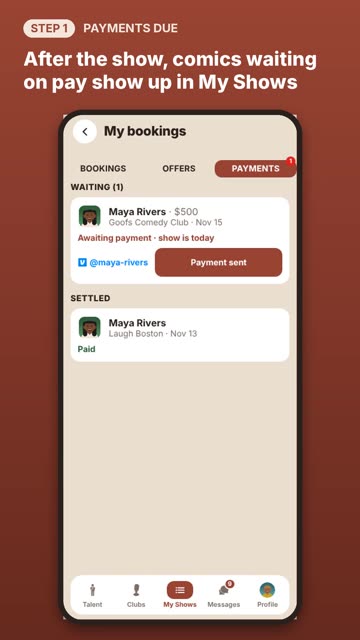 STEP 1 PAYMENTS DUE
After the show, comics waiting
on pay show up in My Shows
My bookings
BOOKINGS OFFERS PAYMENTS 1
WAITING (1)
Maya Rivers · $500
Goofs Comedy Club · Nov 15
Awaiting payment · show is today
@maya-rivers Payment sent
SETTLED
Maya Rivers
Laugh Boston · Nov 13
Paid
9
Talent Clubs My Shows Messages Profile